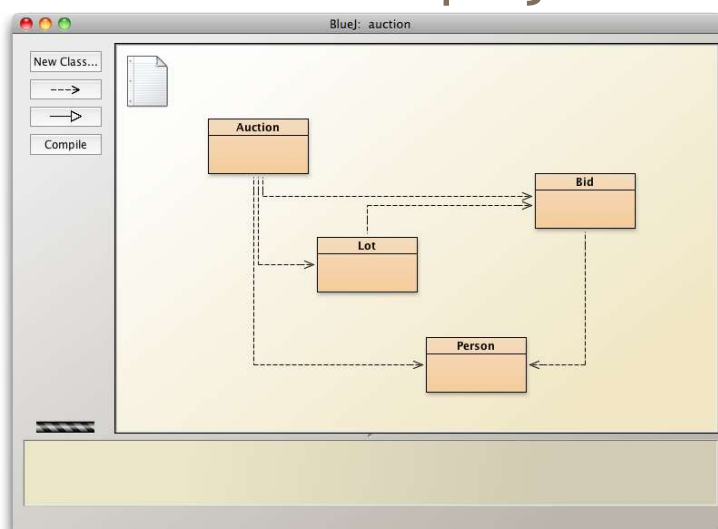 BlueJ: auction
New Class...
Compile
Auction
Bid
Lot
Person